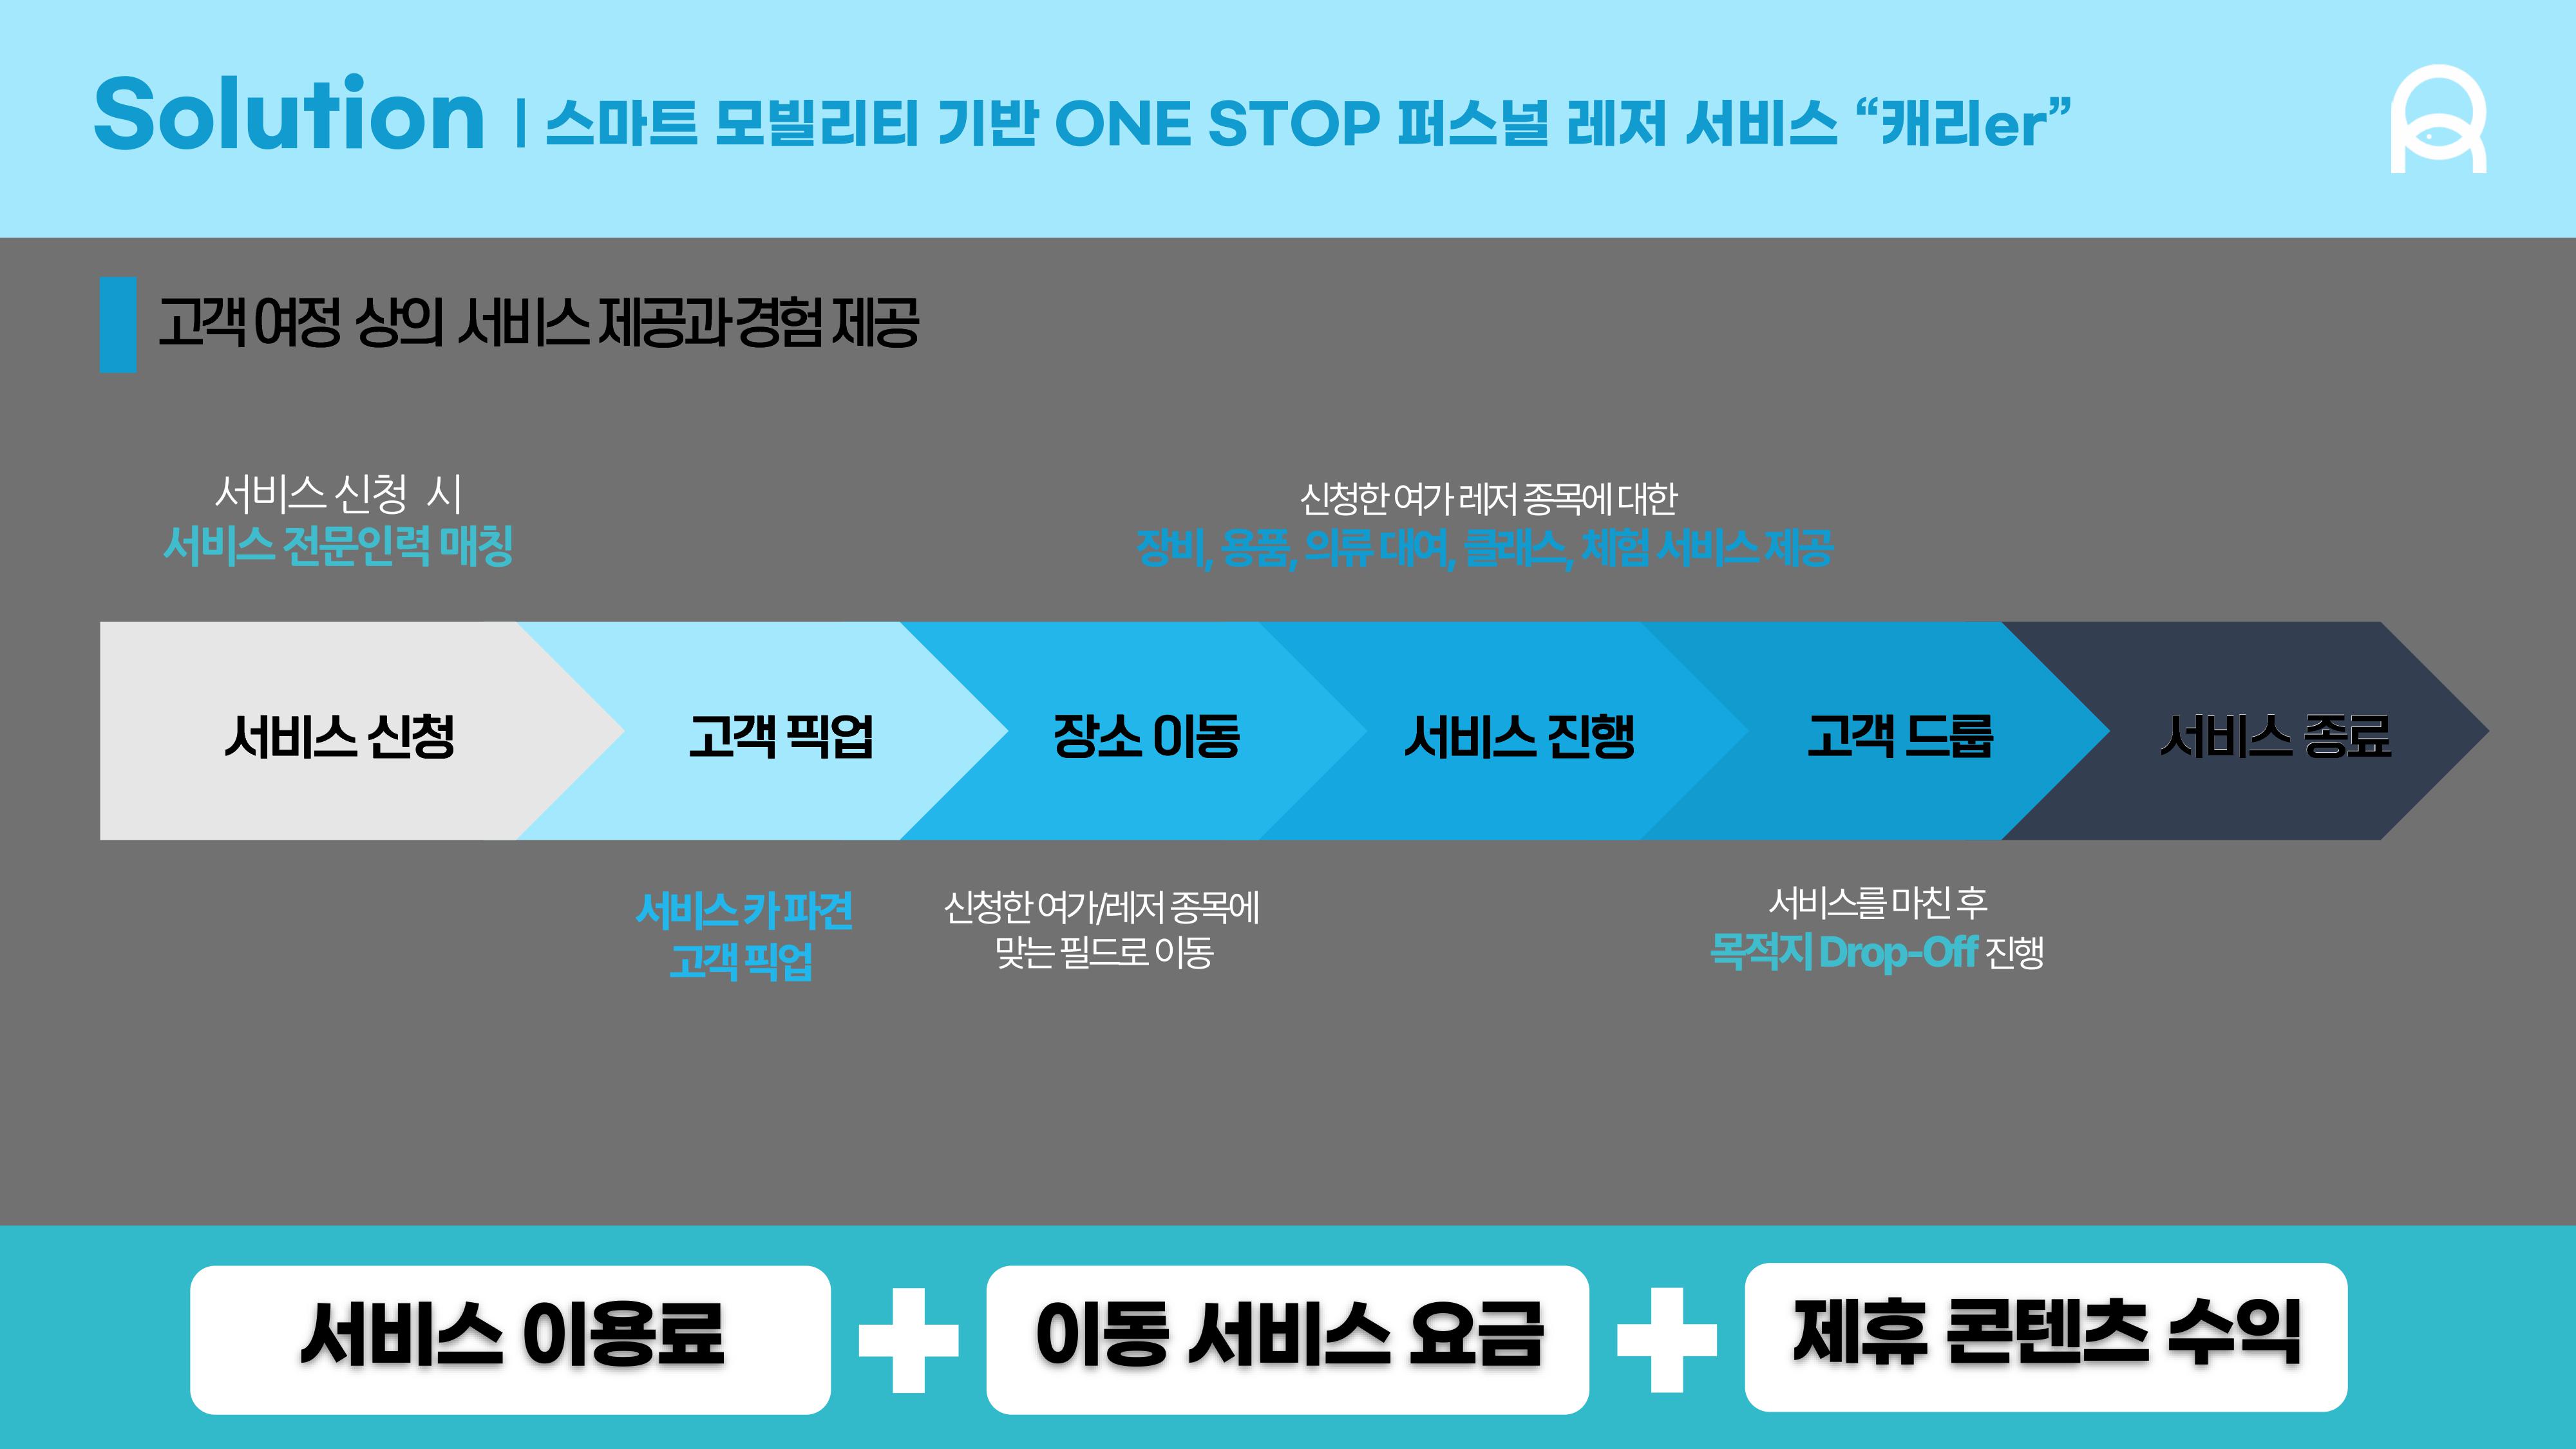 Solution | 스마트 모빌리티 기반 ONE STOP 퍼스널 레저 서비스 “캐리er”
고객 여정 상의 서비스 제공과 경험 제공
서비스 신청 시
서비스 전문인력 매칭
신청한 여가 레저 종목에 대한
장비, 용품, 의류 대여, 클래스, 체험 서비스 제공
서비스 신청
고객 픽업
장소 이동
서비스 진행
고객 드롭
서비스 종료
서비스 카 파견
고객 픽업
신청한 여가/레저 종목에
맞는 필드로 이동
서비스를 마친 후
목적지 Drop-Off 진행
서비스 이용료
+
이동 서비스 요금
+
제휴 콘텐츠 수익